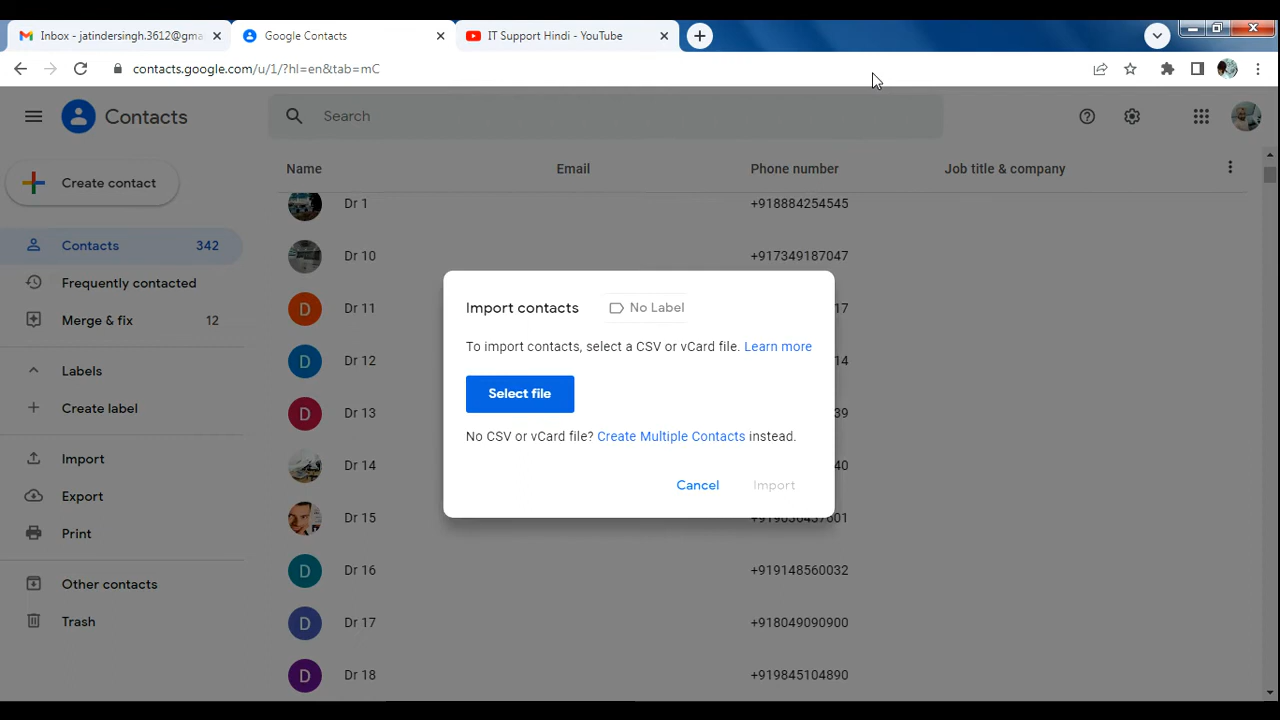 Inbox - jatindersingh.3612@gma
Google Contacts
IT Support Hindi - YouTube
contacts.google.com/u/1/?hl=en&tab=mC
Contacts
Search
Create contact
Contacts 342
Frequently contacted
Merge & fix 12
Labels
Create label
Import
Export
Print
Other contacts
Trash
Name Email Phone number Job title & company
Dr 1 +918884254545
Dr 10 +917349187047
D Dr 11 17
D Dr 12 14
D Dr 13 39
Dr 14 40
Dr 15
D Dr 16 +919148560032
D Dr 17 +918049090900
D Dr 18 +919845104890
Import contacts No Label
To import contacts, select a CSV or vCard file. Learn more
Select file
No CSV or vCard file? Create Multiple Contacts instead.
Cancel Import